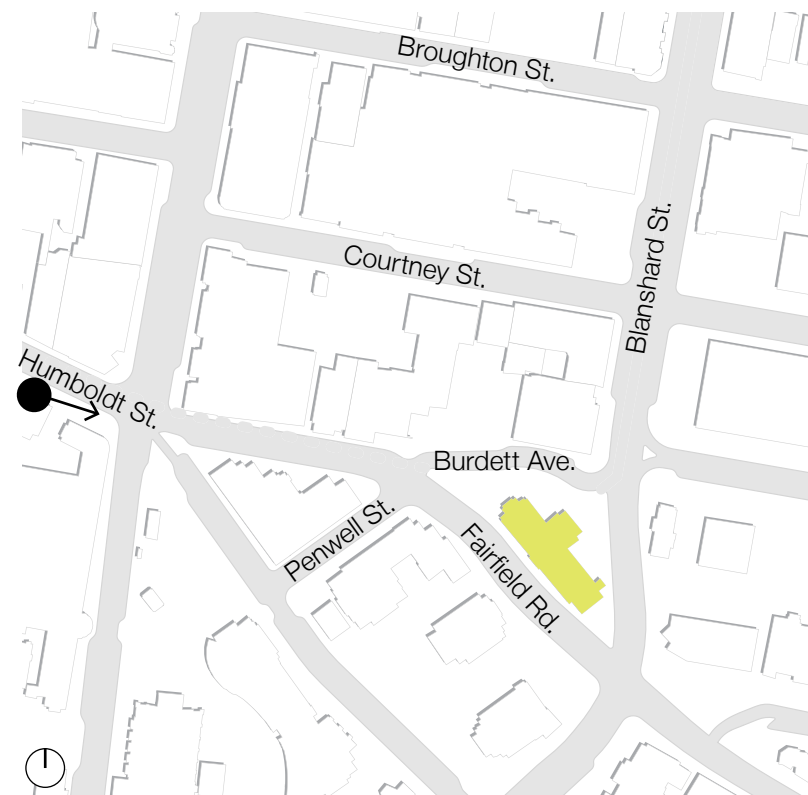 Broughton St.
Courtney St.
Blanshard St.
Humboldt St.
Burdett Ave.
Penwell St.
Fairfield Rd.